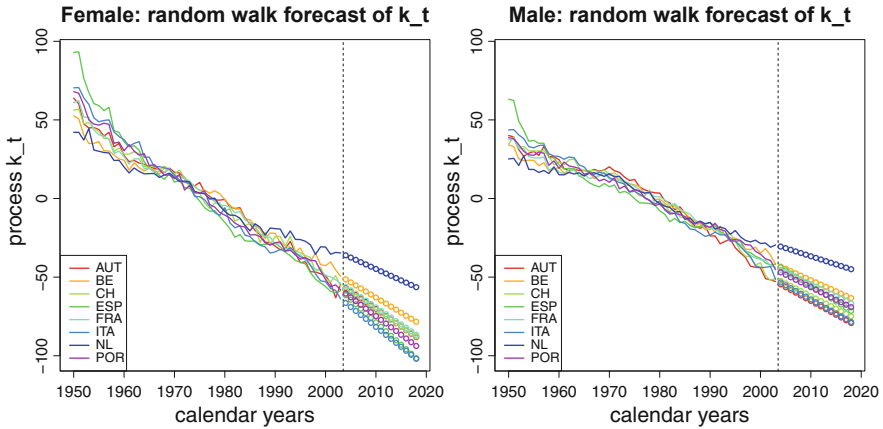 Female: random walk forecast of k_t
process k_t
100
50
0
−50
−100
AUT
BE
CH
ESP
FRA
ITA
NL
POR
1950 1960 1970 1980 1990 2000 2010 2020
calendar years
Male: random walk forecast of k_t
process k_t
100
50
0
−50
−100
AUT
BE
CH
ESP
FRA
ITA
NL
POR
1950 1960 1970 1980 1990 2000 2010 2020
calendar years